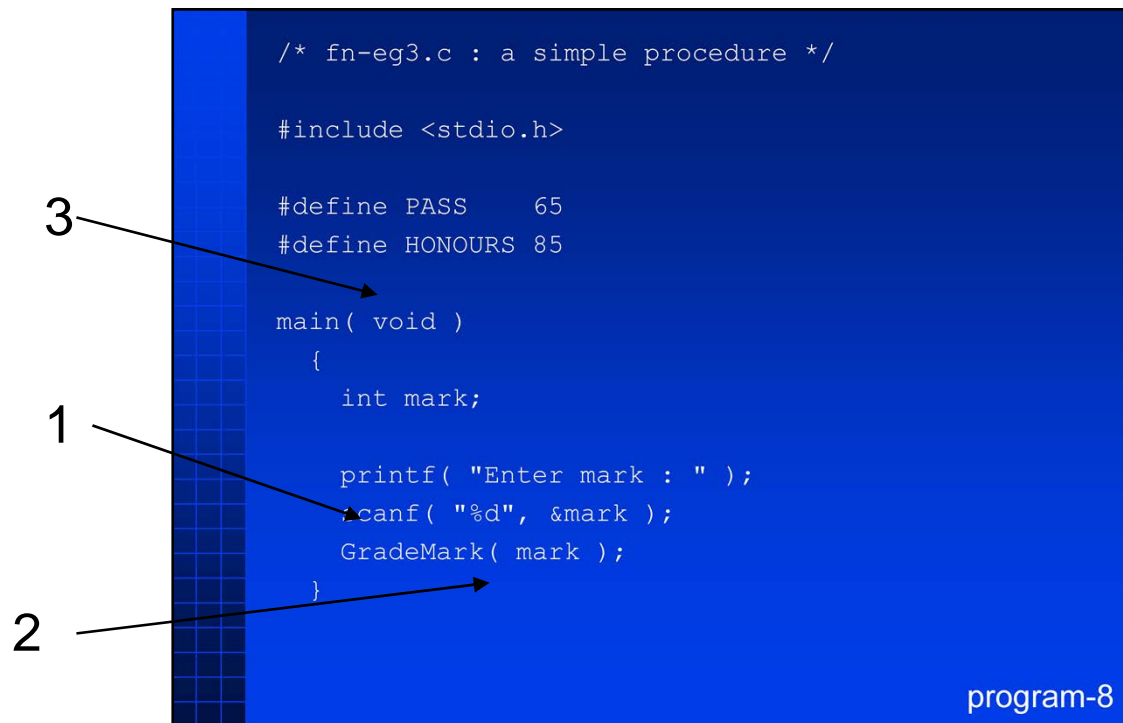 /* fn-eg3.c : a simple procedure */
#include <stdio.h>
#define PASS 65
#define HONOURS 85
3
main( void )
{
int mark;
1
printf( "Enter mark : " );
scanf( "%d", &mark );
GradeMark( mark );
}
2
program-8